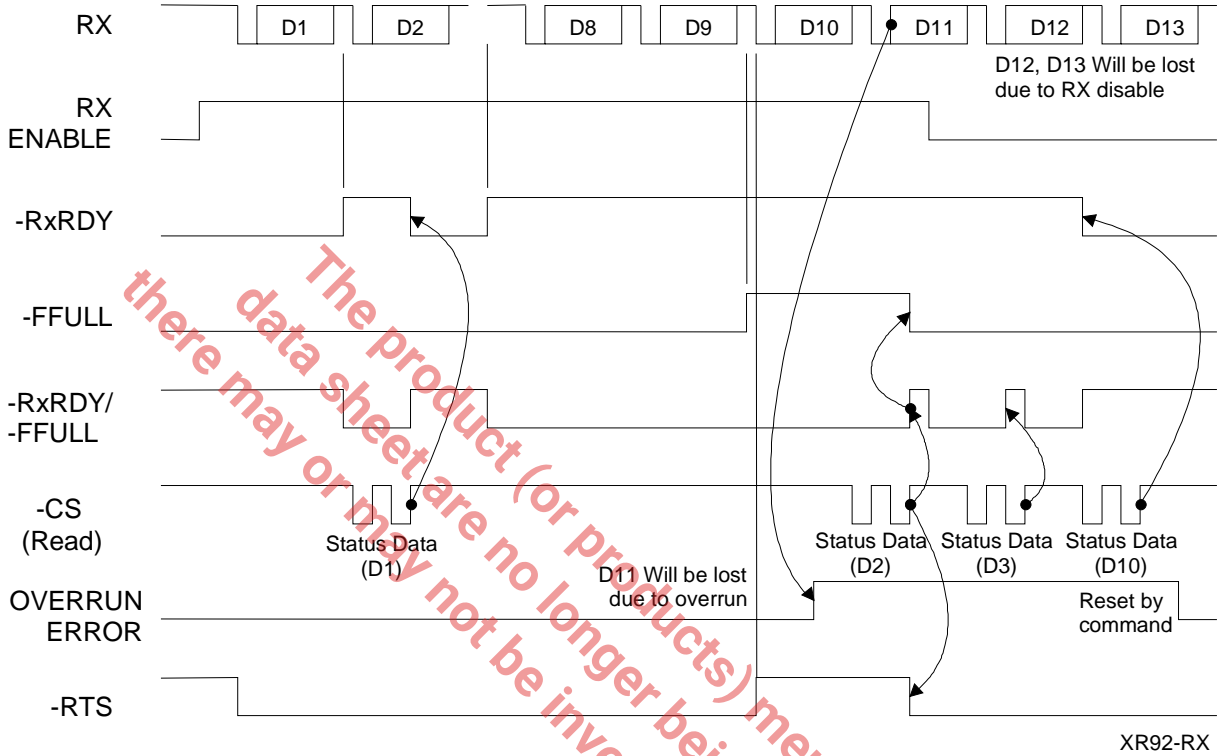 RX
D1 D2 D8 D9 D10 D11 D12 D13
D12, D13 Will be lost
due to RX disable
RX
ENABLE
-RxRDY
-FFULL
-RxRDY/
-FFULL
-CS
(Read)
Status Data
(D1)
Status Data
(D2)
Status Data
(D3)
Status Data
(D10)
D11 Will be lost
due to overrun
OVERRUN
ERROR
Reset by
command
-RTS
XR92-RX
The product (or products) men
data sheet are no longer bei
there may or may not be inve